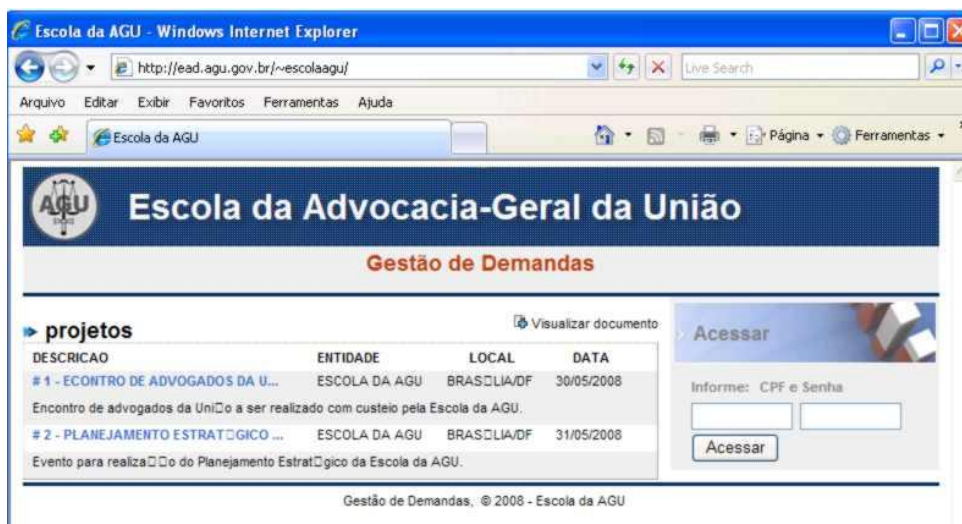 Escola da AGU - Windows Internet Explorer
http://ead.agu.gov.br/~escolaagu/
Live Search
Arquivo Editar Exibir Favoritos Ferramentas Ajuda
Escola da AGU
Página Ferramentas
AGU
Escola da Advocacia-Geral da União
Gestão de Demandas
projetos
Visualizar documento
DESCRICAO ENTIDADE LOCAL DATA
# 1 - ECONTRO DE ADVOGADOS DA U... ESCOLA DA AGU BRAS□LIA/DF 30/05/2008
Encontro de advogados da Uni□o a ser realizado com custeio pela Escola da AGU.
# 2 - PLANEJAMENTO ESTRAT□GICO ... ESCOLA DA AGU BRAS□LIA/DF 31/05/2008
Evento para realiza□□o do Planejamento Estrat□gico da Escola da AGU.
Acessar
Informe: CPF e Senha
Acessar
Gestão de Demandas, © 2008 - Escola da AGU